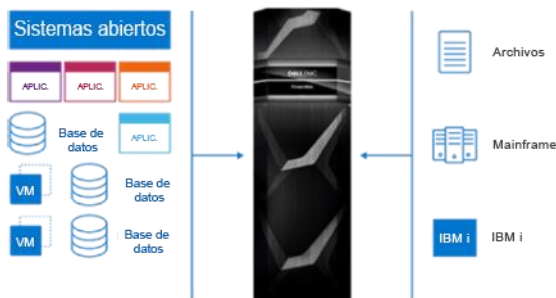 Sistemas abiertos
APLIC.
APLIC.
APLIC.
Base de
datos
APLIC.
VM
Base de
datos
VM
Base de
datos
DELL EMC
PowerMax
Archivos
Mainframe
IBM i
IBM i